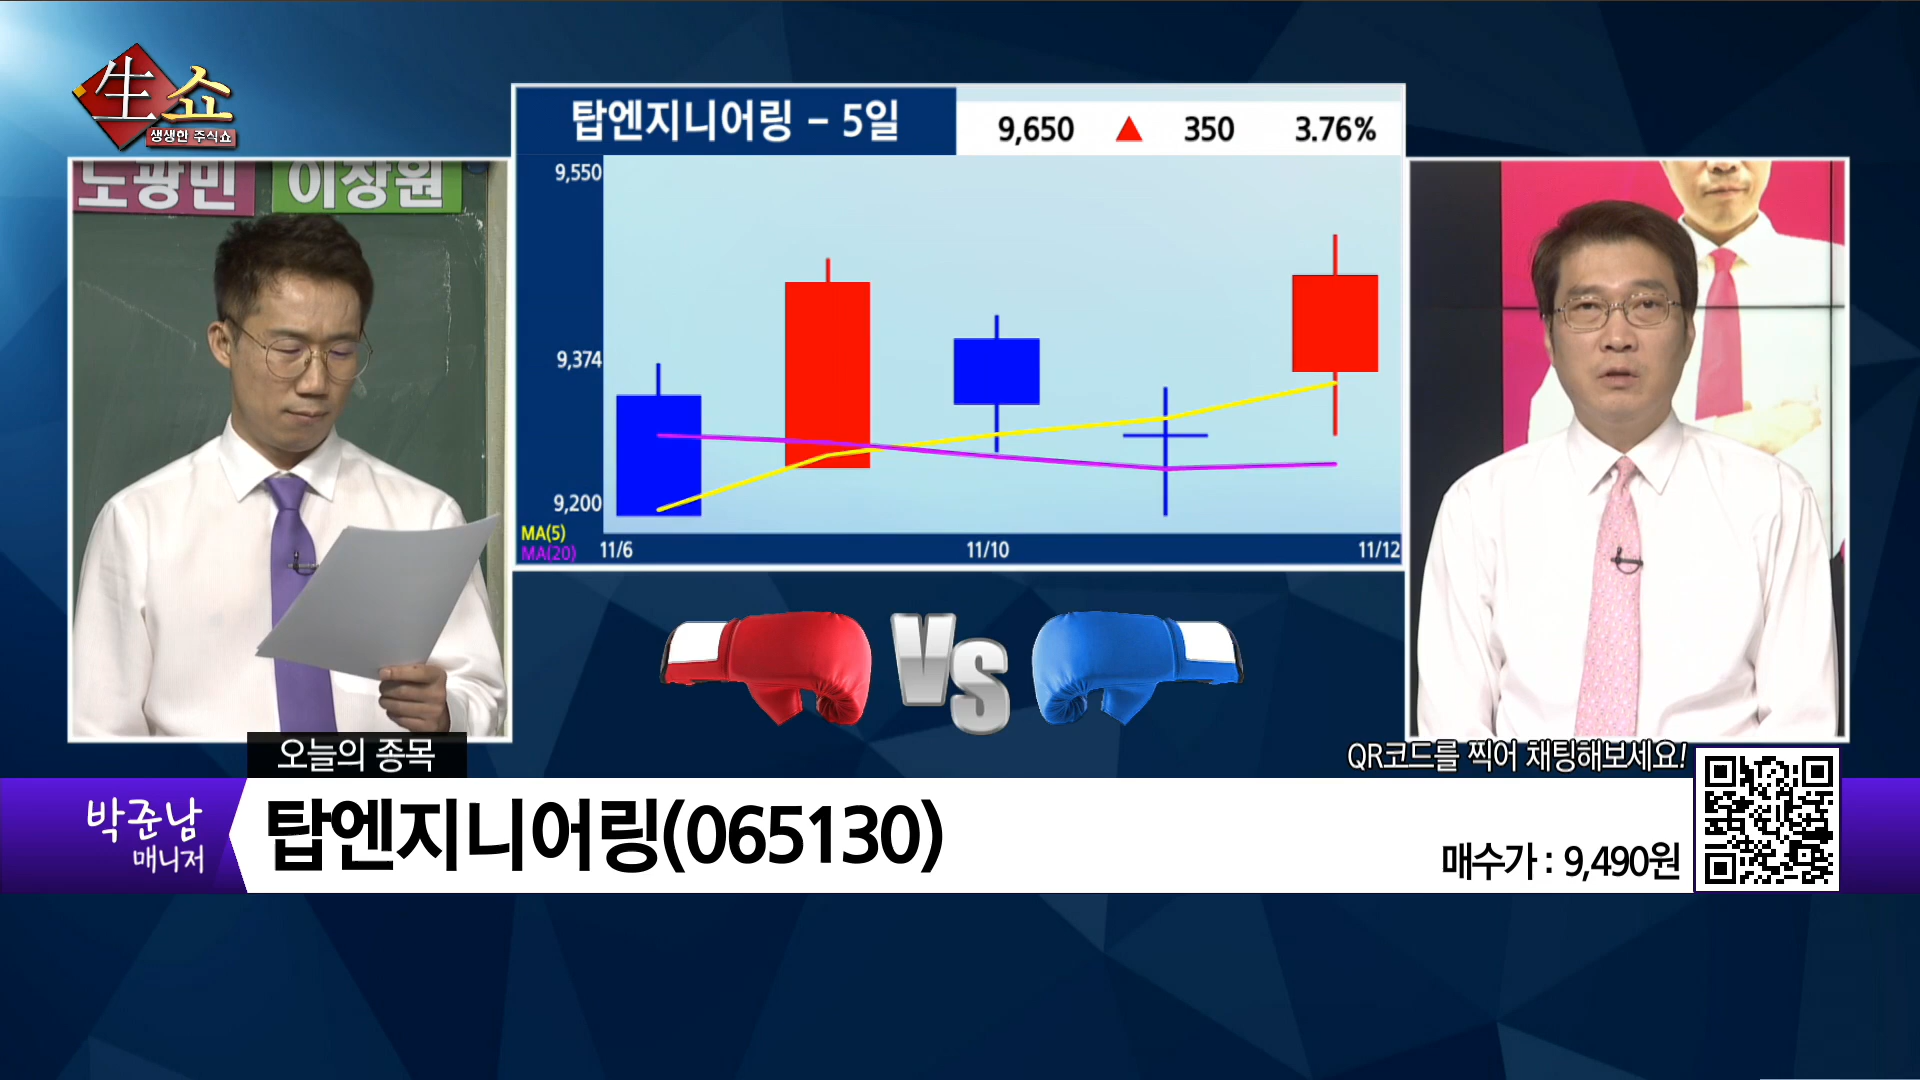 生쇼
생생한 주식쇼
노광민
이장원
탑엔지니어링 - 5일
9,650 ▲ 350 3.76%
9,550
9,374
9,200
MA(5)
MA(20)
11/6 11/10 11/12
VS
오늘의 종목
QR코드를 찍어 채팅해보세요!
박준남
매니저
탑엔지니어링(065130)
매수가 : 9,490원